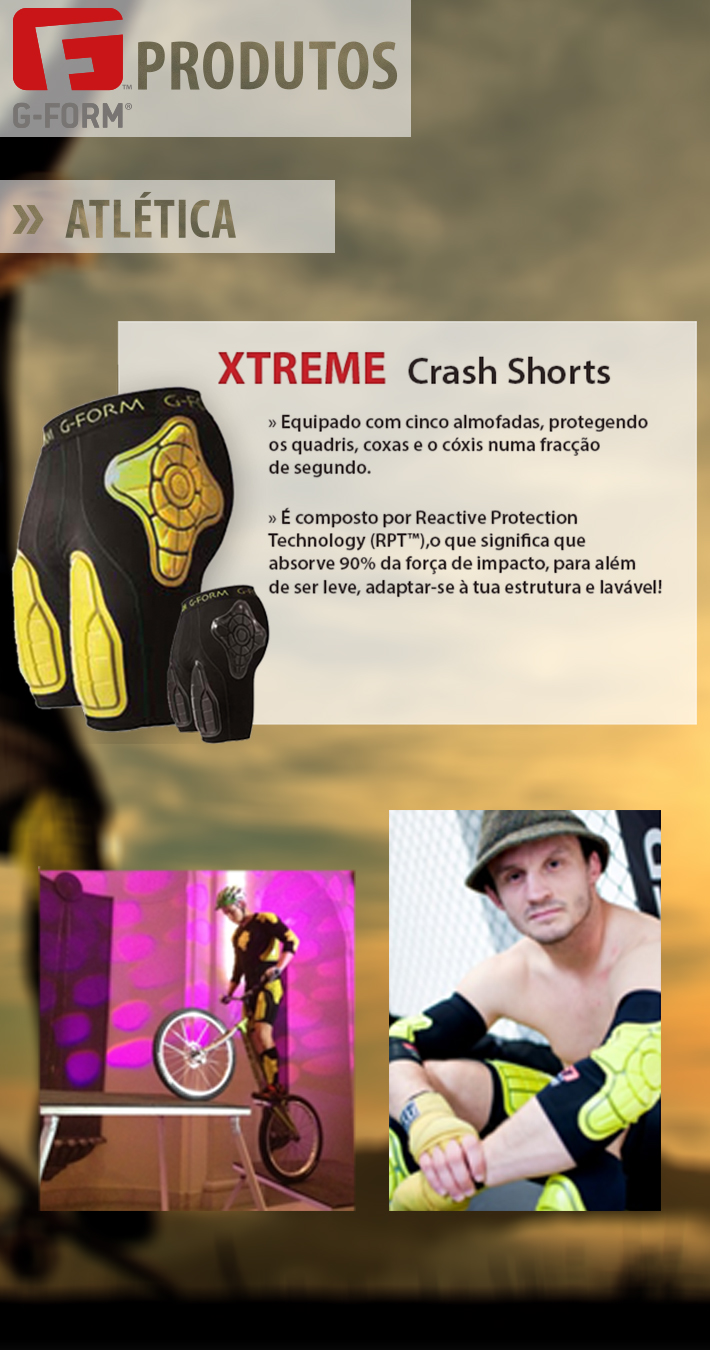 PRODUTOS
G-FORM®
» ATLÉTICA
XTREME Crash Shorts
» Equipado com cinco almofadas, protegendo
os quadris, coxas e o cóxis numa fracção
de segundo.
» É composto por Reactive Protection
Technology (RPT™),o que significa que
absorve 90% da força de impacto, para além
de ser leve, adaptar-se à tua estrutura e lavável!
G-FORM
G-FORM